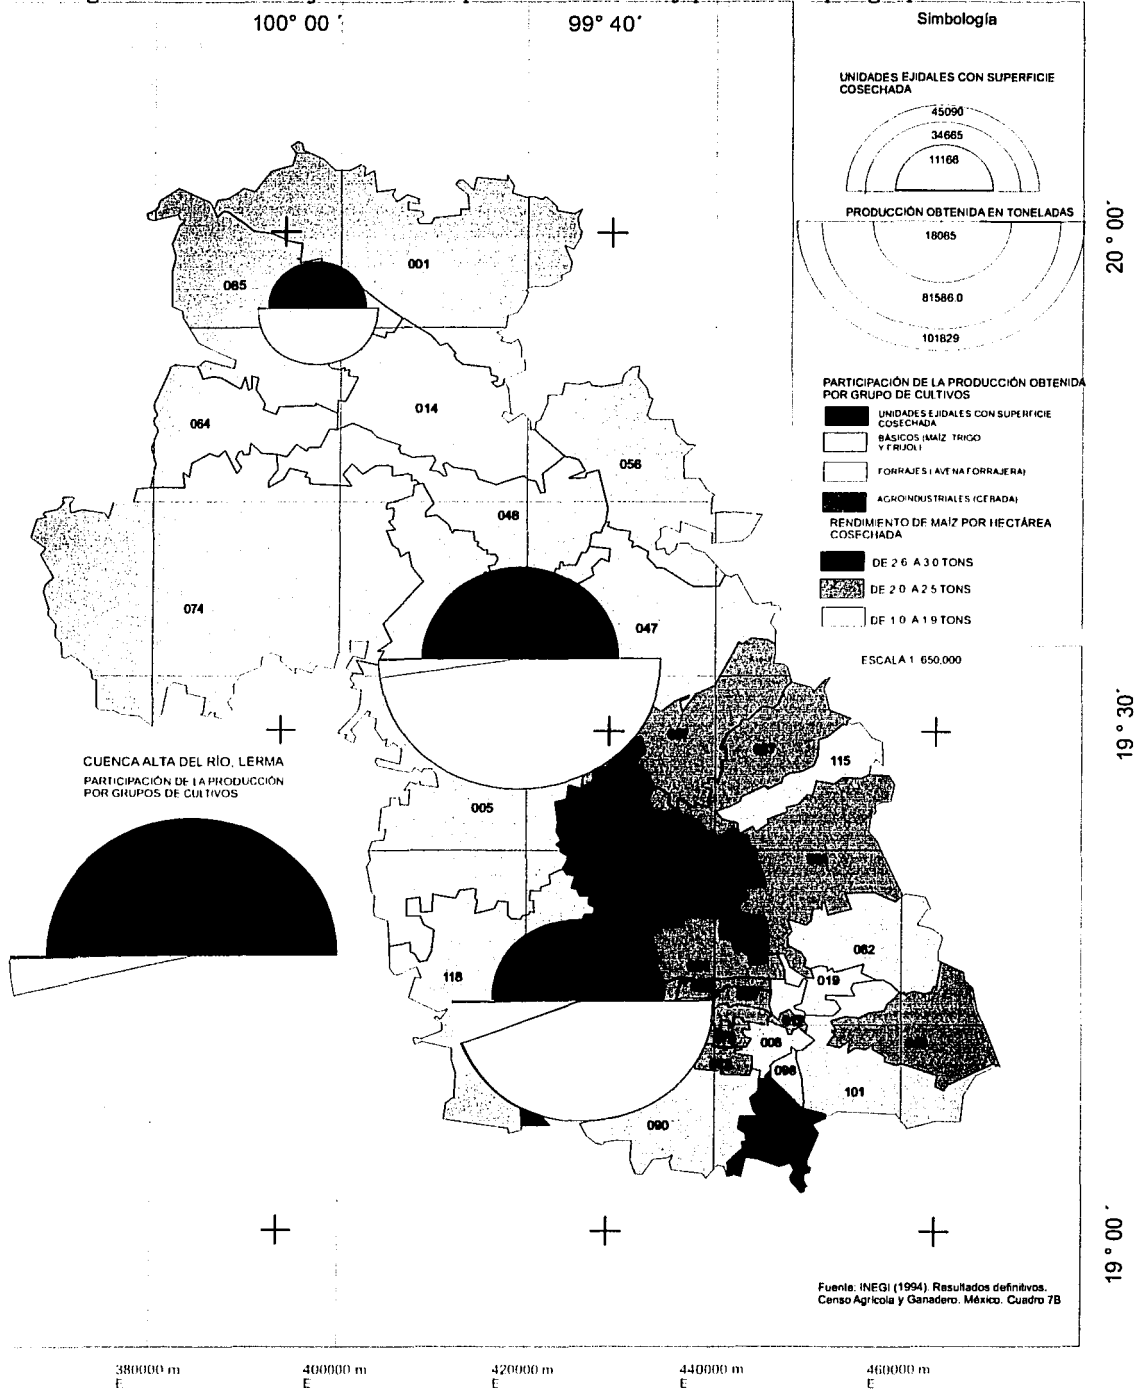 100° 00´
99° 40´
Simbología
UNIDADES EJIDALES CON SUPERFICIE
COSECHADA
45090
34665
11166
PRODUCCIÓN OBTENIDA EN TONELADAS
18065
81586.0
101829
20° 00´
PARTICIPACIÓN DE LA PRODUCCIÓN OBTENIDA
POR GRUPO DE CULTIVOS
UNIDADES EJIDALES CON SUPERFICIE
COSECHADA
BÁSICOS (MAÍZ, TRIGO
Y FRIJOL)
FORRAJES (AVENA FORRAJERA)
AGROINDUSTRIALES (CEBADA)
RENDIMIENTO DE MAÍZ POR HECTÁREA
COSECHADA
DE 2.6 A 3.0 TONS
DE 2.0 A 2.5 TONS
DE 1.0 A 1.9 TONS
ESCALA 1 650,000
085
001
064
014
056
048
074
047
19° 30´
115
CUENCA ALTA DEL RÍO, LERMA
PARTICIPACIÓN DE LA PRODUCCIÓN
POR GRUPOS DE CULTIVOS
005
062
118
019
006
098
101
090
19° 00´
Fuente: INEGI (1994). Resultados definitivos.
Censo Agrícola y Ganadero. México. Cuadro 7B
380000 m
E
400000 m
E
420000 m
E
440000 m
E
460000 m
E